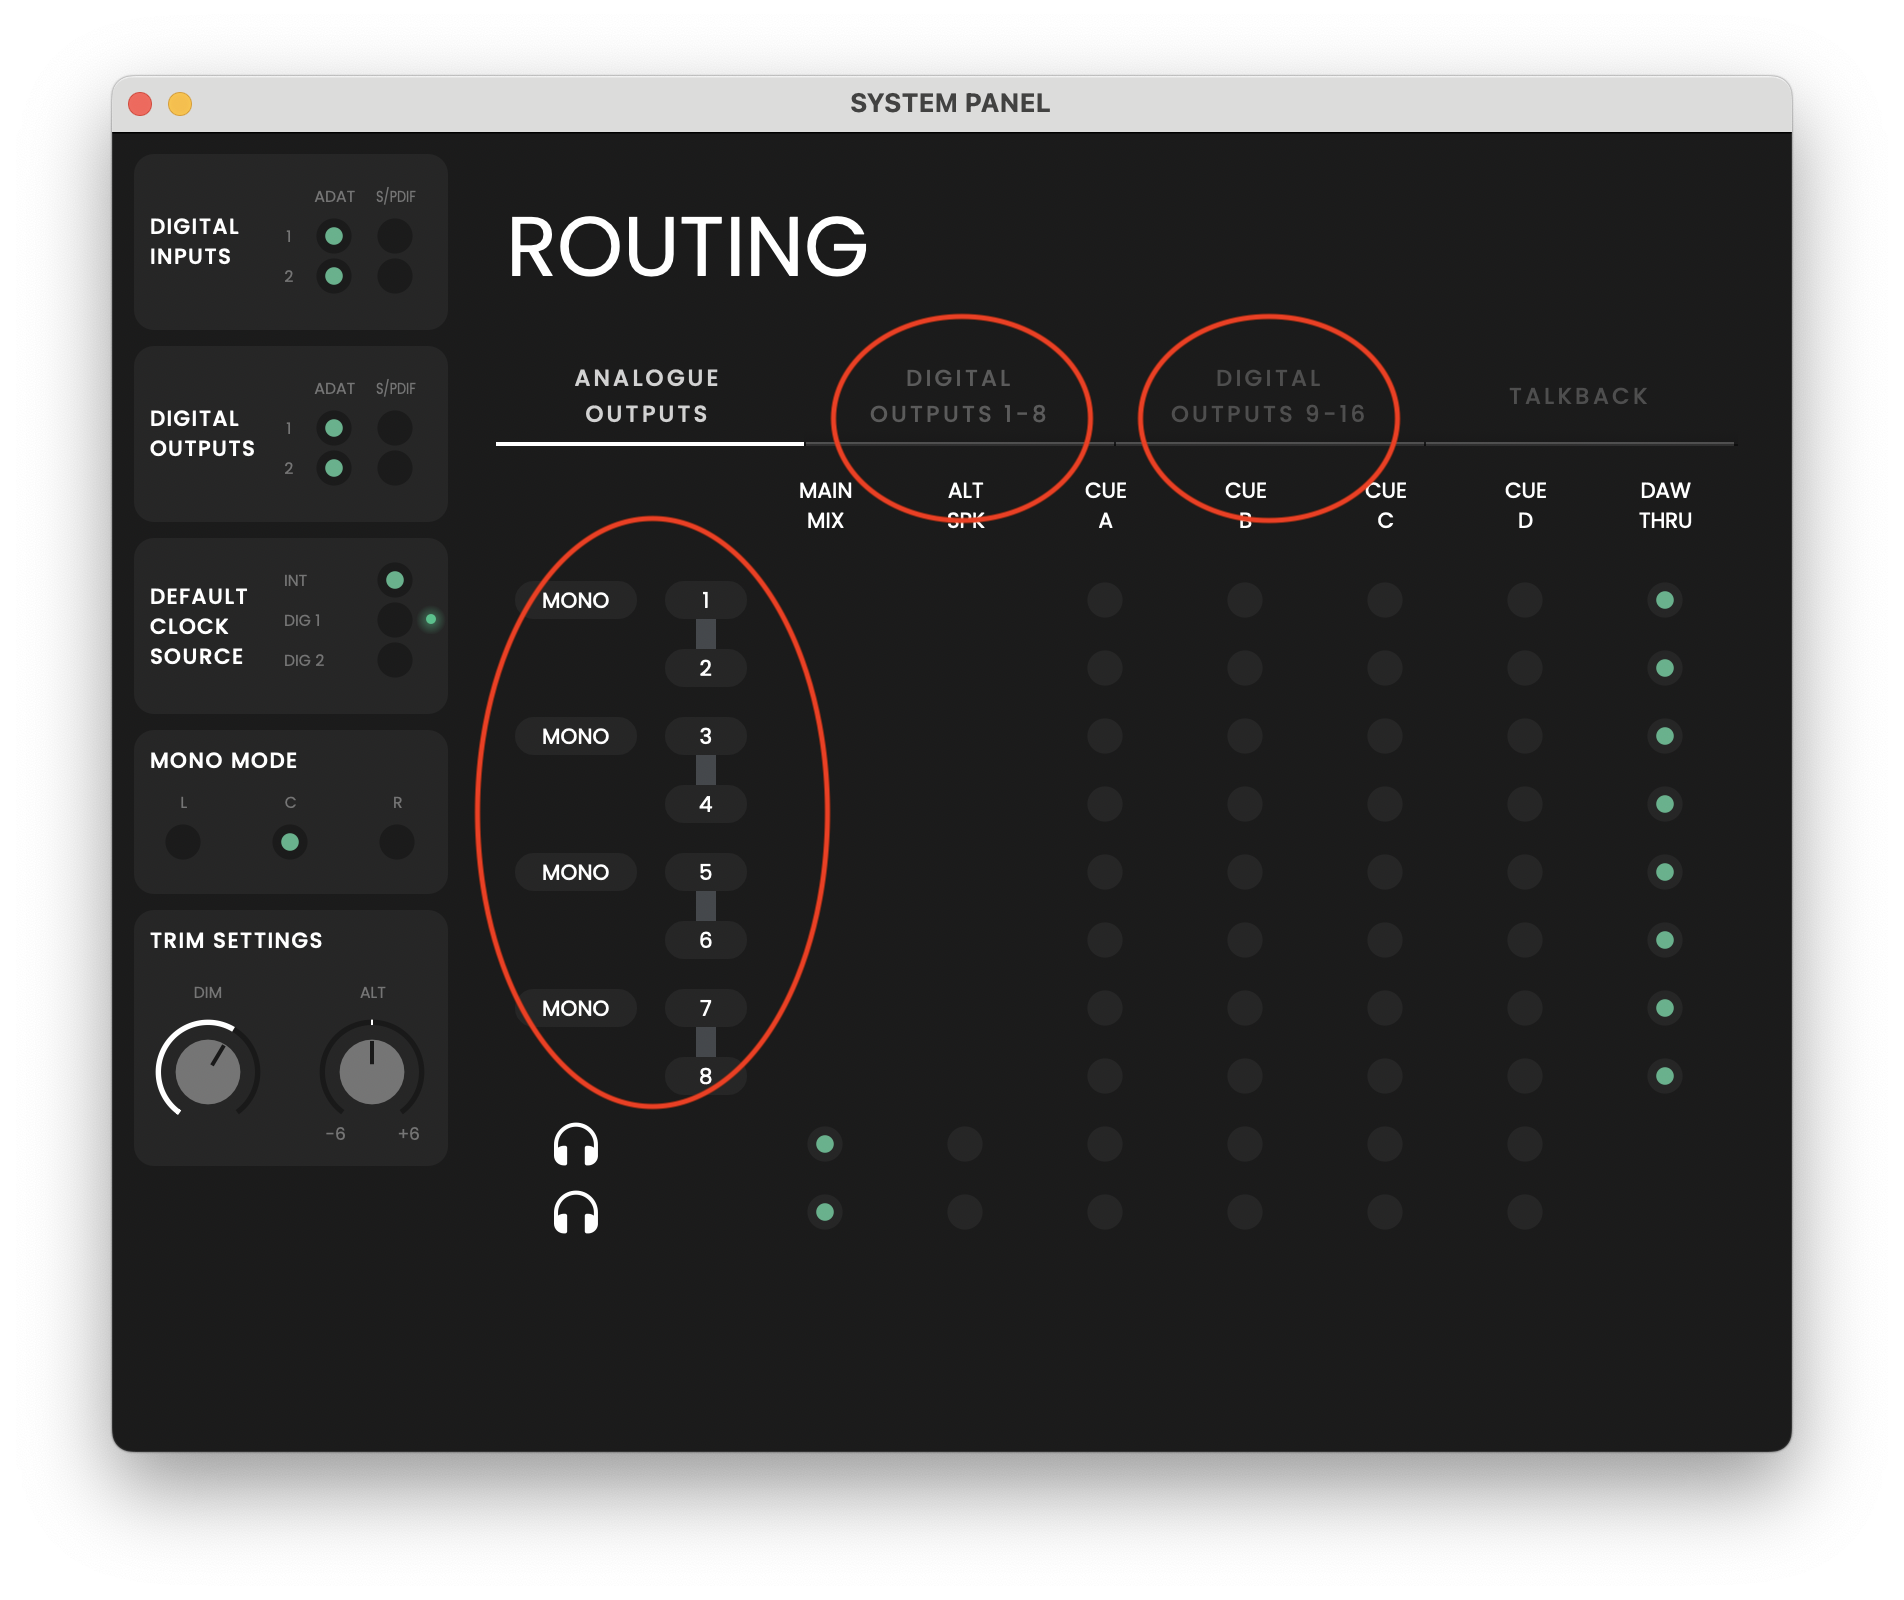 SYSTEM PANEL
ADAT S/PDIF
DIGITAL
INPUTS
1
2
ADAT S/PDIF
DIGITAL
OUTPUTS
1
2
DEFAULT
CLOCK
SOURCE
INT
DIG 1
DIG 2
MONO MODE
L C R
TRIM SETTINGS
DIM ALT
-6 +6
ROUTING
ANALOGUE
OUTPUTS
DIGITAL
OUTPUTS 1-8
DIGITAL
OUTPUTS 9-16
TALKBACK
MAIN
MIX
ALT
SPK
CUE
A
CUE
B
CUE
C
CUE
D
DAW
THRU
MONO 1
2
MONO 3
4
MONO 5
6
MONO 7
8